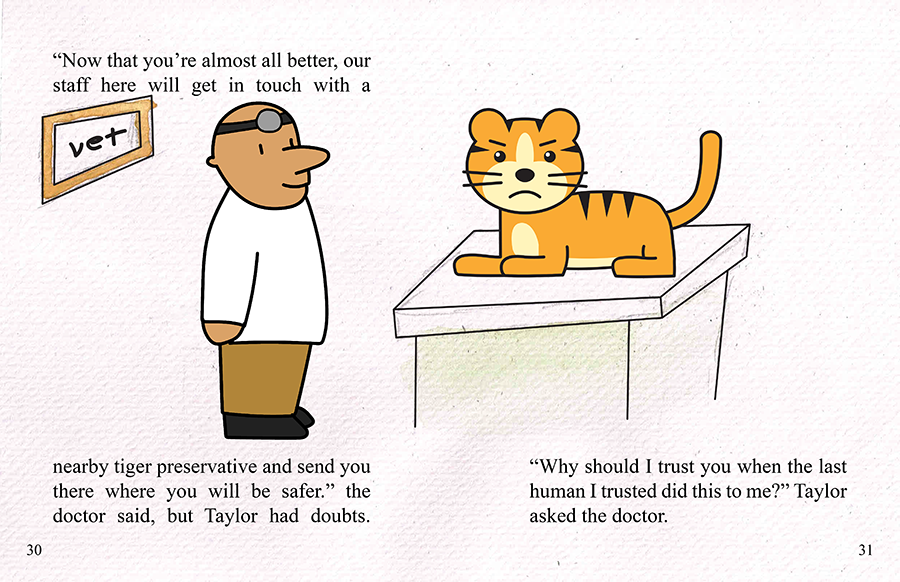 “Now that you’re almost all better, our
staff here will get in touch with a
vet
nearby tiger preservative and send you
there where you will be safer.” the
doctor said, but Taylor had doubts.
30
“Why should I trust you when the last
human I trusted did this to me?” Taylor
asked the doctor.
31